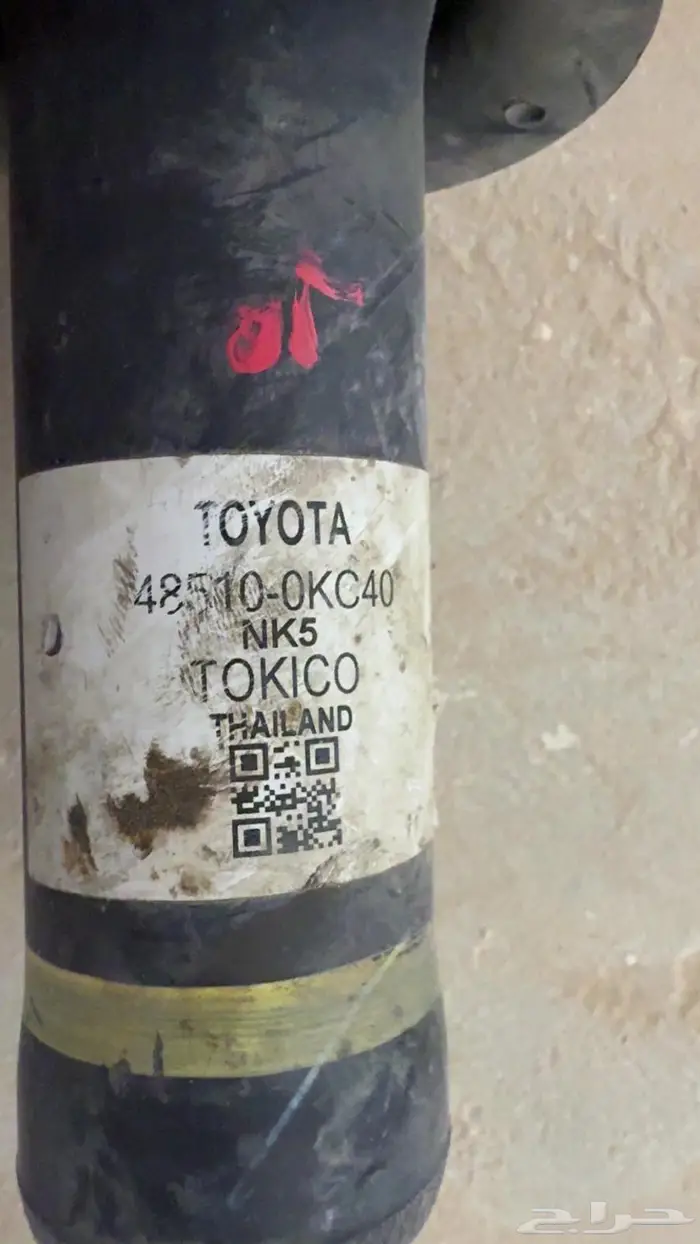 TOYOTA
48510-0KC40
NK5
TOKICO
THAILAND
حراج